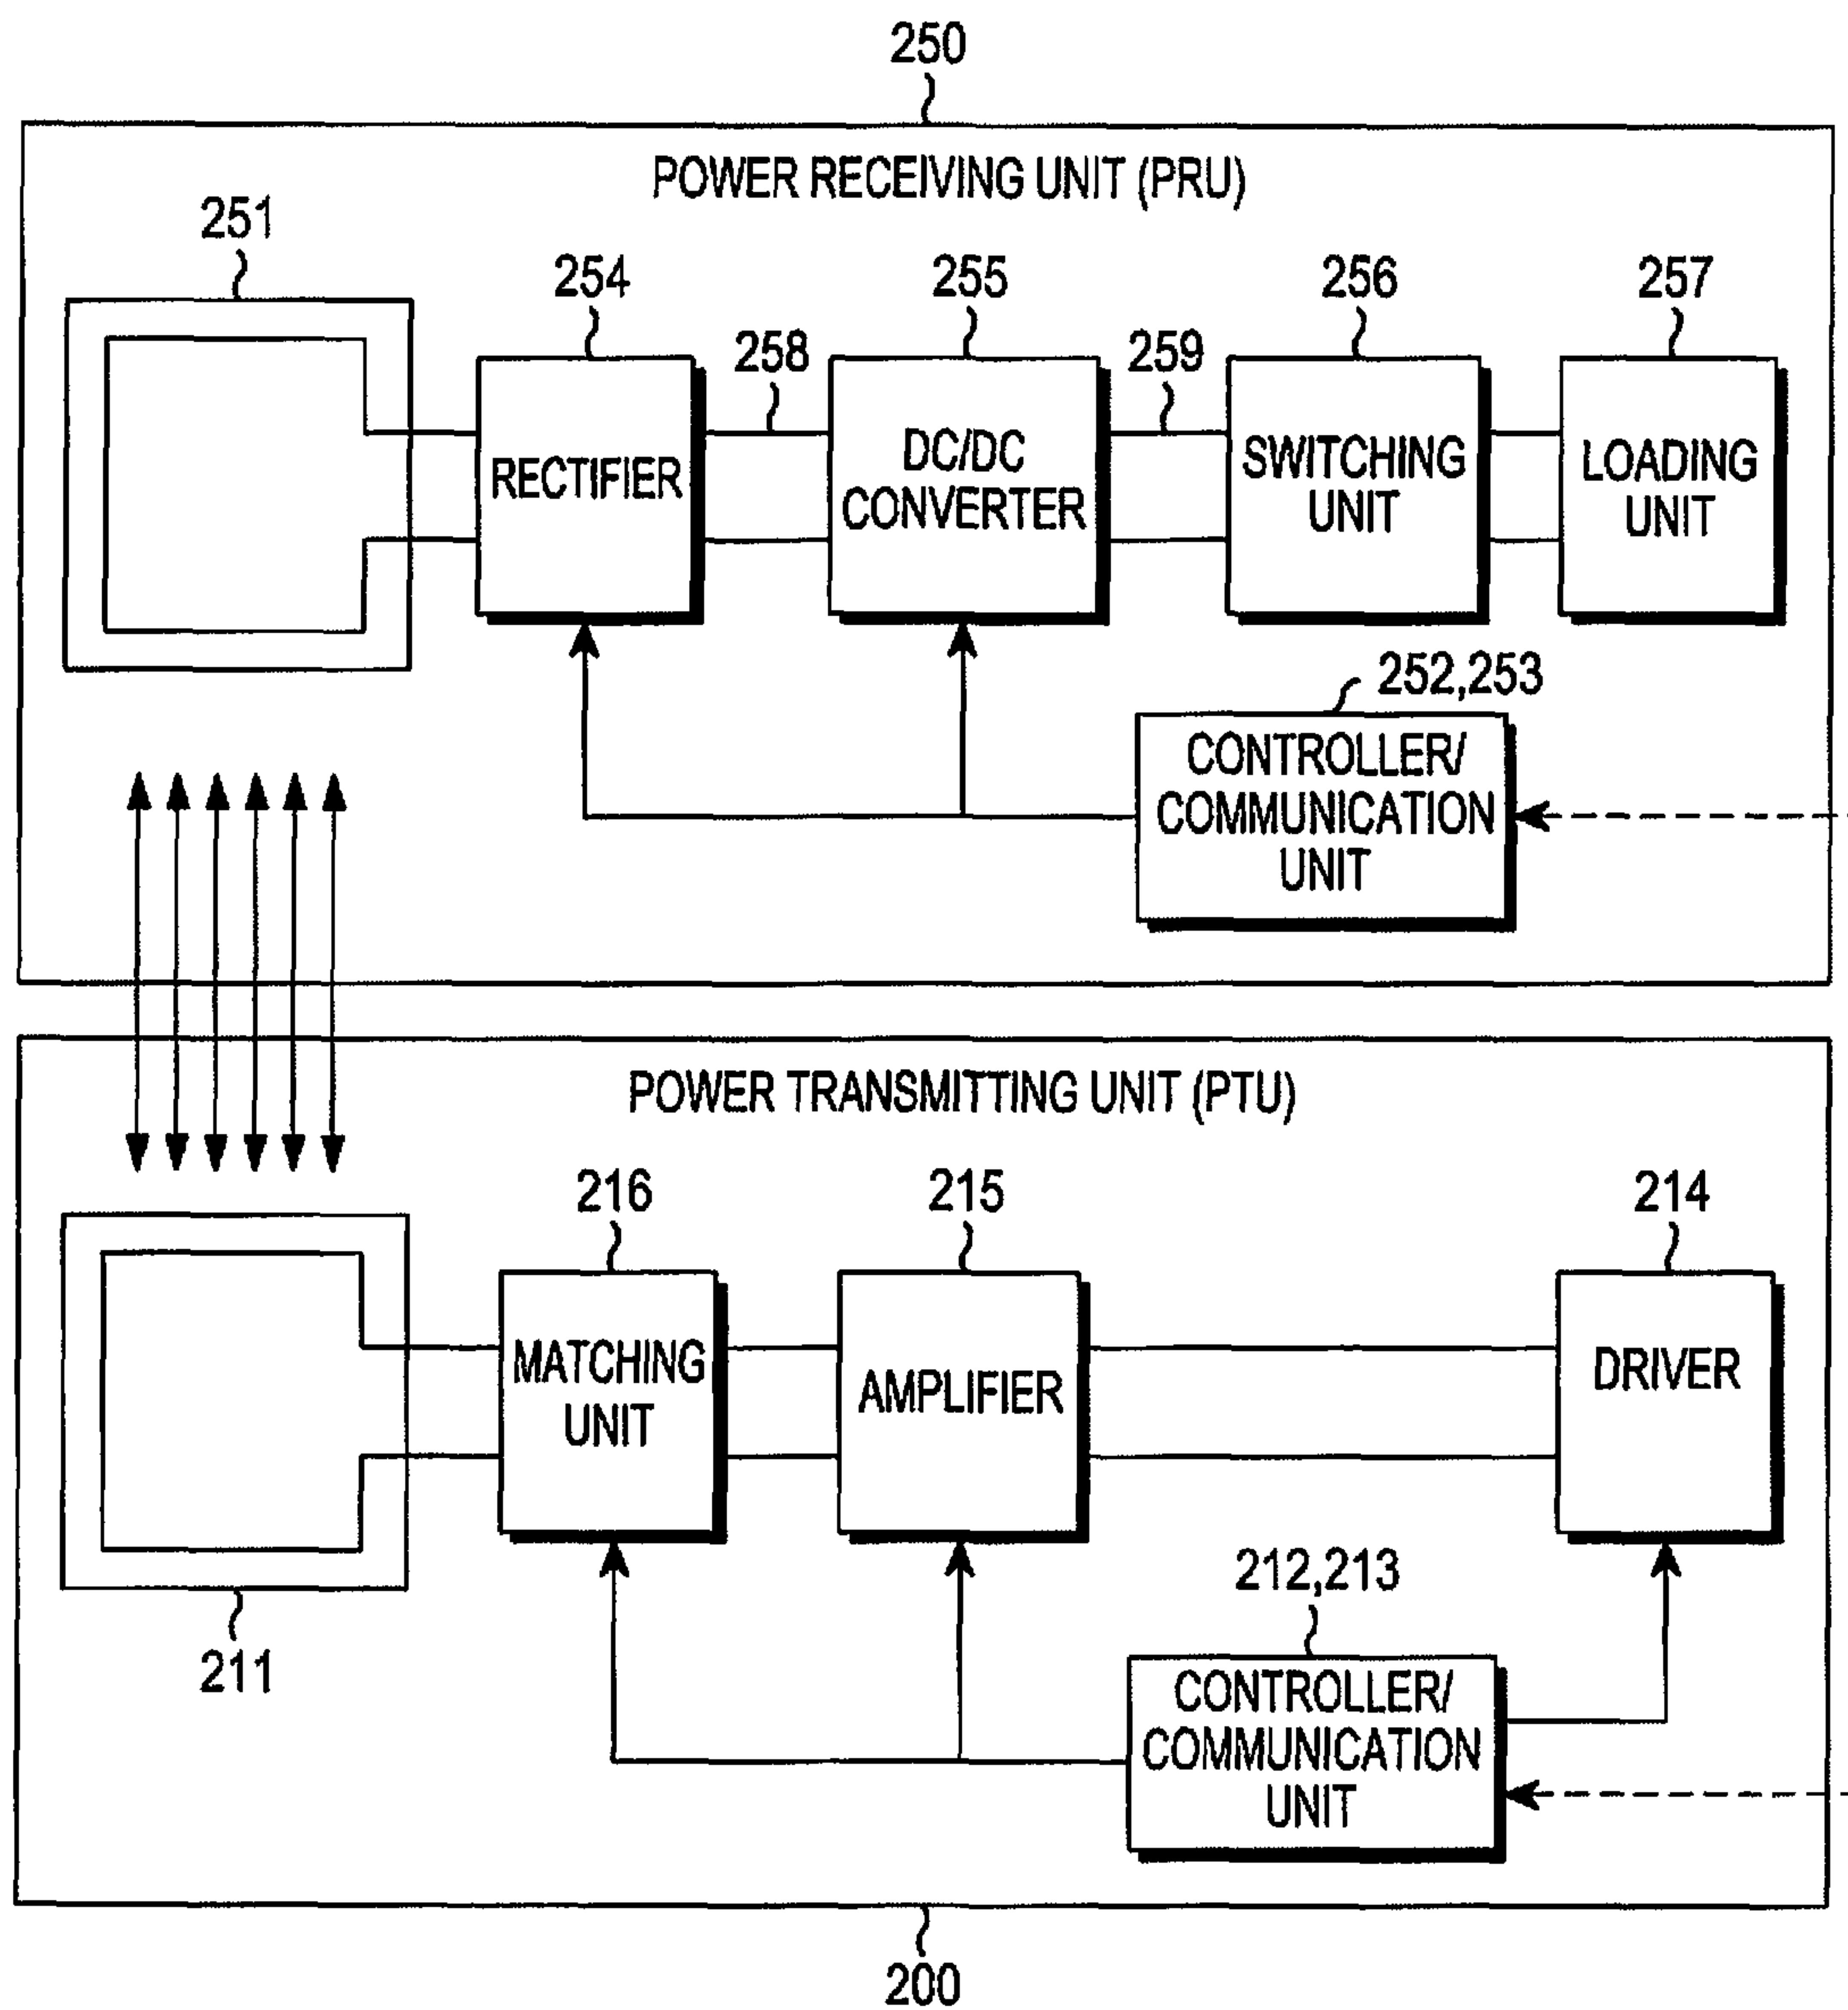 250
POWER RECEIVING UNIT (PRU)
251
254
258
255
259
256
257
RECTIFIER
DC/DC
CONVERTER
SWITCHING
UNIT
LOADING
UNIT
252,253
CONTROLLER/
COMMUNICATION
UNIT
POWER TRANSMITTING UNIT (PTU)
216
215
214
MATCHING
UNIT
AMPLIFIER
DRIVER
211
212,213
CONTROLLER/
COMMUNICATION
UNIT
200